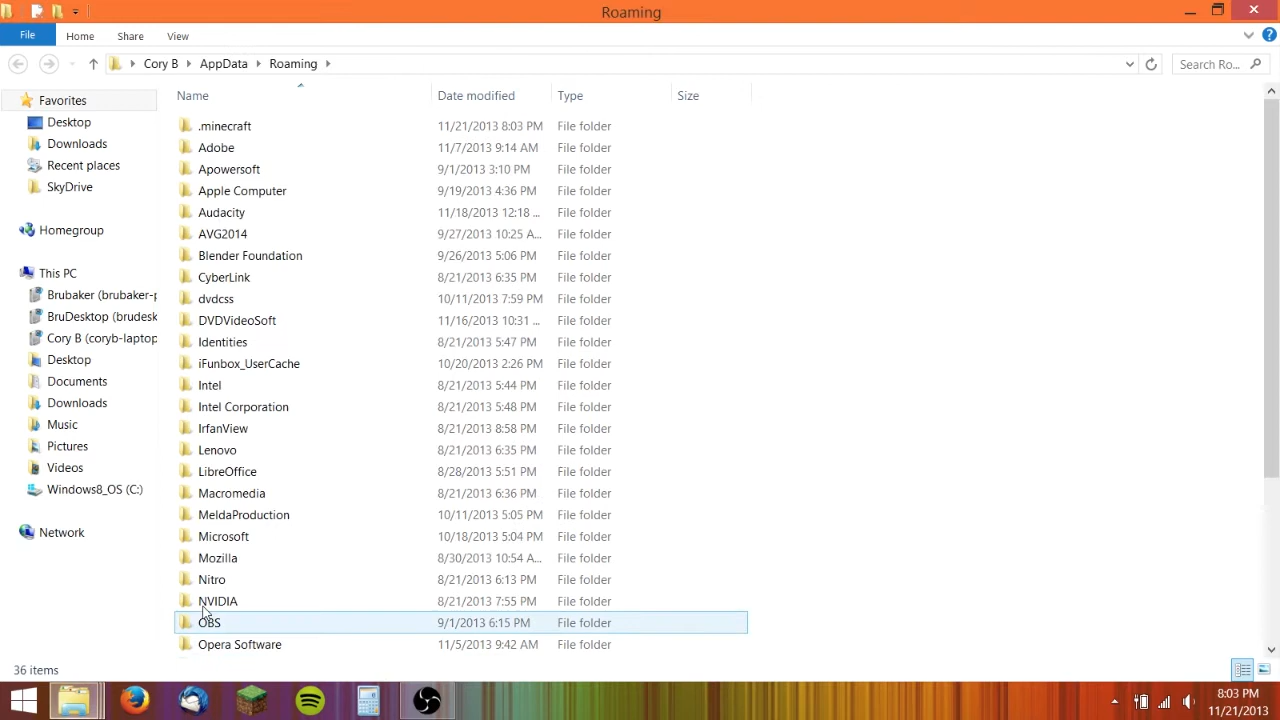 Roaming
File Home Share View
Cory B AppData Roaming Search Ro...
Name Date modified Type Size
Favorites
Desktop
Downloads
Recent places
SkyDrive
Homegroup
This PC
Brubaker (brubaker-p
BruDesktop (brudesk
Cory B (coryb-laptop
Desktop
Documents
Downloads
Music
Pictures
Videos
Windows8_OS (C:)
Network
.minecraft 11/21/2013 8:03 PM File folder
Adobe 11/7/2013 9:14 AM File folder
Apowersoft 9/1/2013 3:10 PM File folder
Apple Computer 9/19/2013 4:36 PM File folder
Audacity 11/18/2013 12:18 ... File folder
AVG2014 9/27/2013 10:25 A... File folder
Blender Foundation 9/26/2013 5:06 PM File folder
CyberLink 8/21/2013 6:35 PM File folder
dvdcss 10/11/2013 7:59 PM File folder
DVDVideoSoft 11/16/2013 10:31 ... File folder
Identities 8/21/2013 5:47 PM File folder
iFunbox_UserCache 10/20/2013 2:26 PM File folder
Intel 8/21/2013 5:44 PM File folder
Intel Corporation 8/21/2013 5:48 PM File folder
IrfanView 8/21/2013 8:58 PM File folder
Lenovo 8/21/2013 6:35 PM File folder
LibreOffice 8/28/2013 5:51 PM File folder
Macromedia 8/21/2013 6:36 PM File folder
MeldaProduction 10/11/2013 5:05 PM File folder
Microsoft 10/18/2013 5:04 PM File folder
Mozilla 8/30/2013 10:54 A... File folder
Nitro 8/21/2013 6:13 PM File folder
NVIDIA 8/21/2013 7:55 PM File folder
OBS 9/1/2013 6:15 PM File folder
Opera Software 11/5/2013 9:42 AM File folder
36 items
8:03 PM
11/21/2013